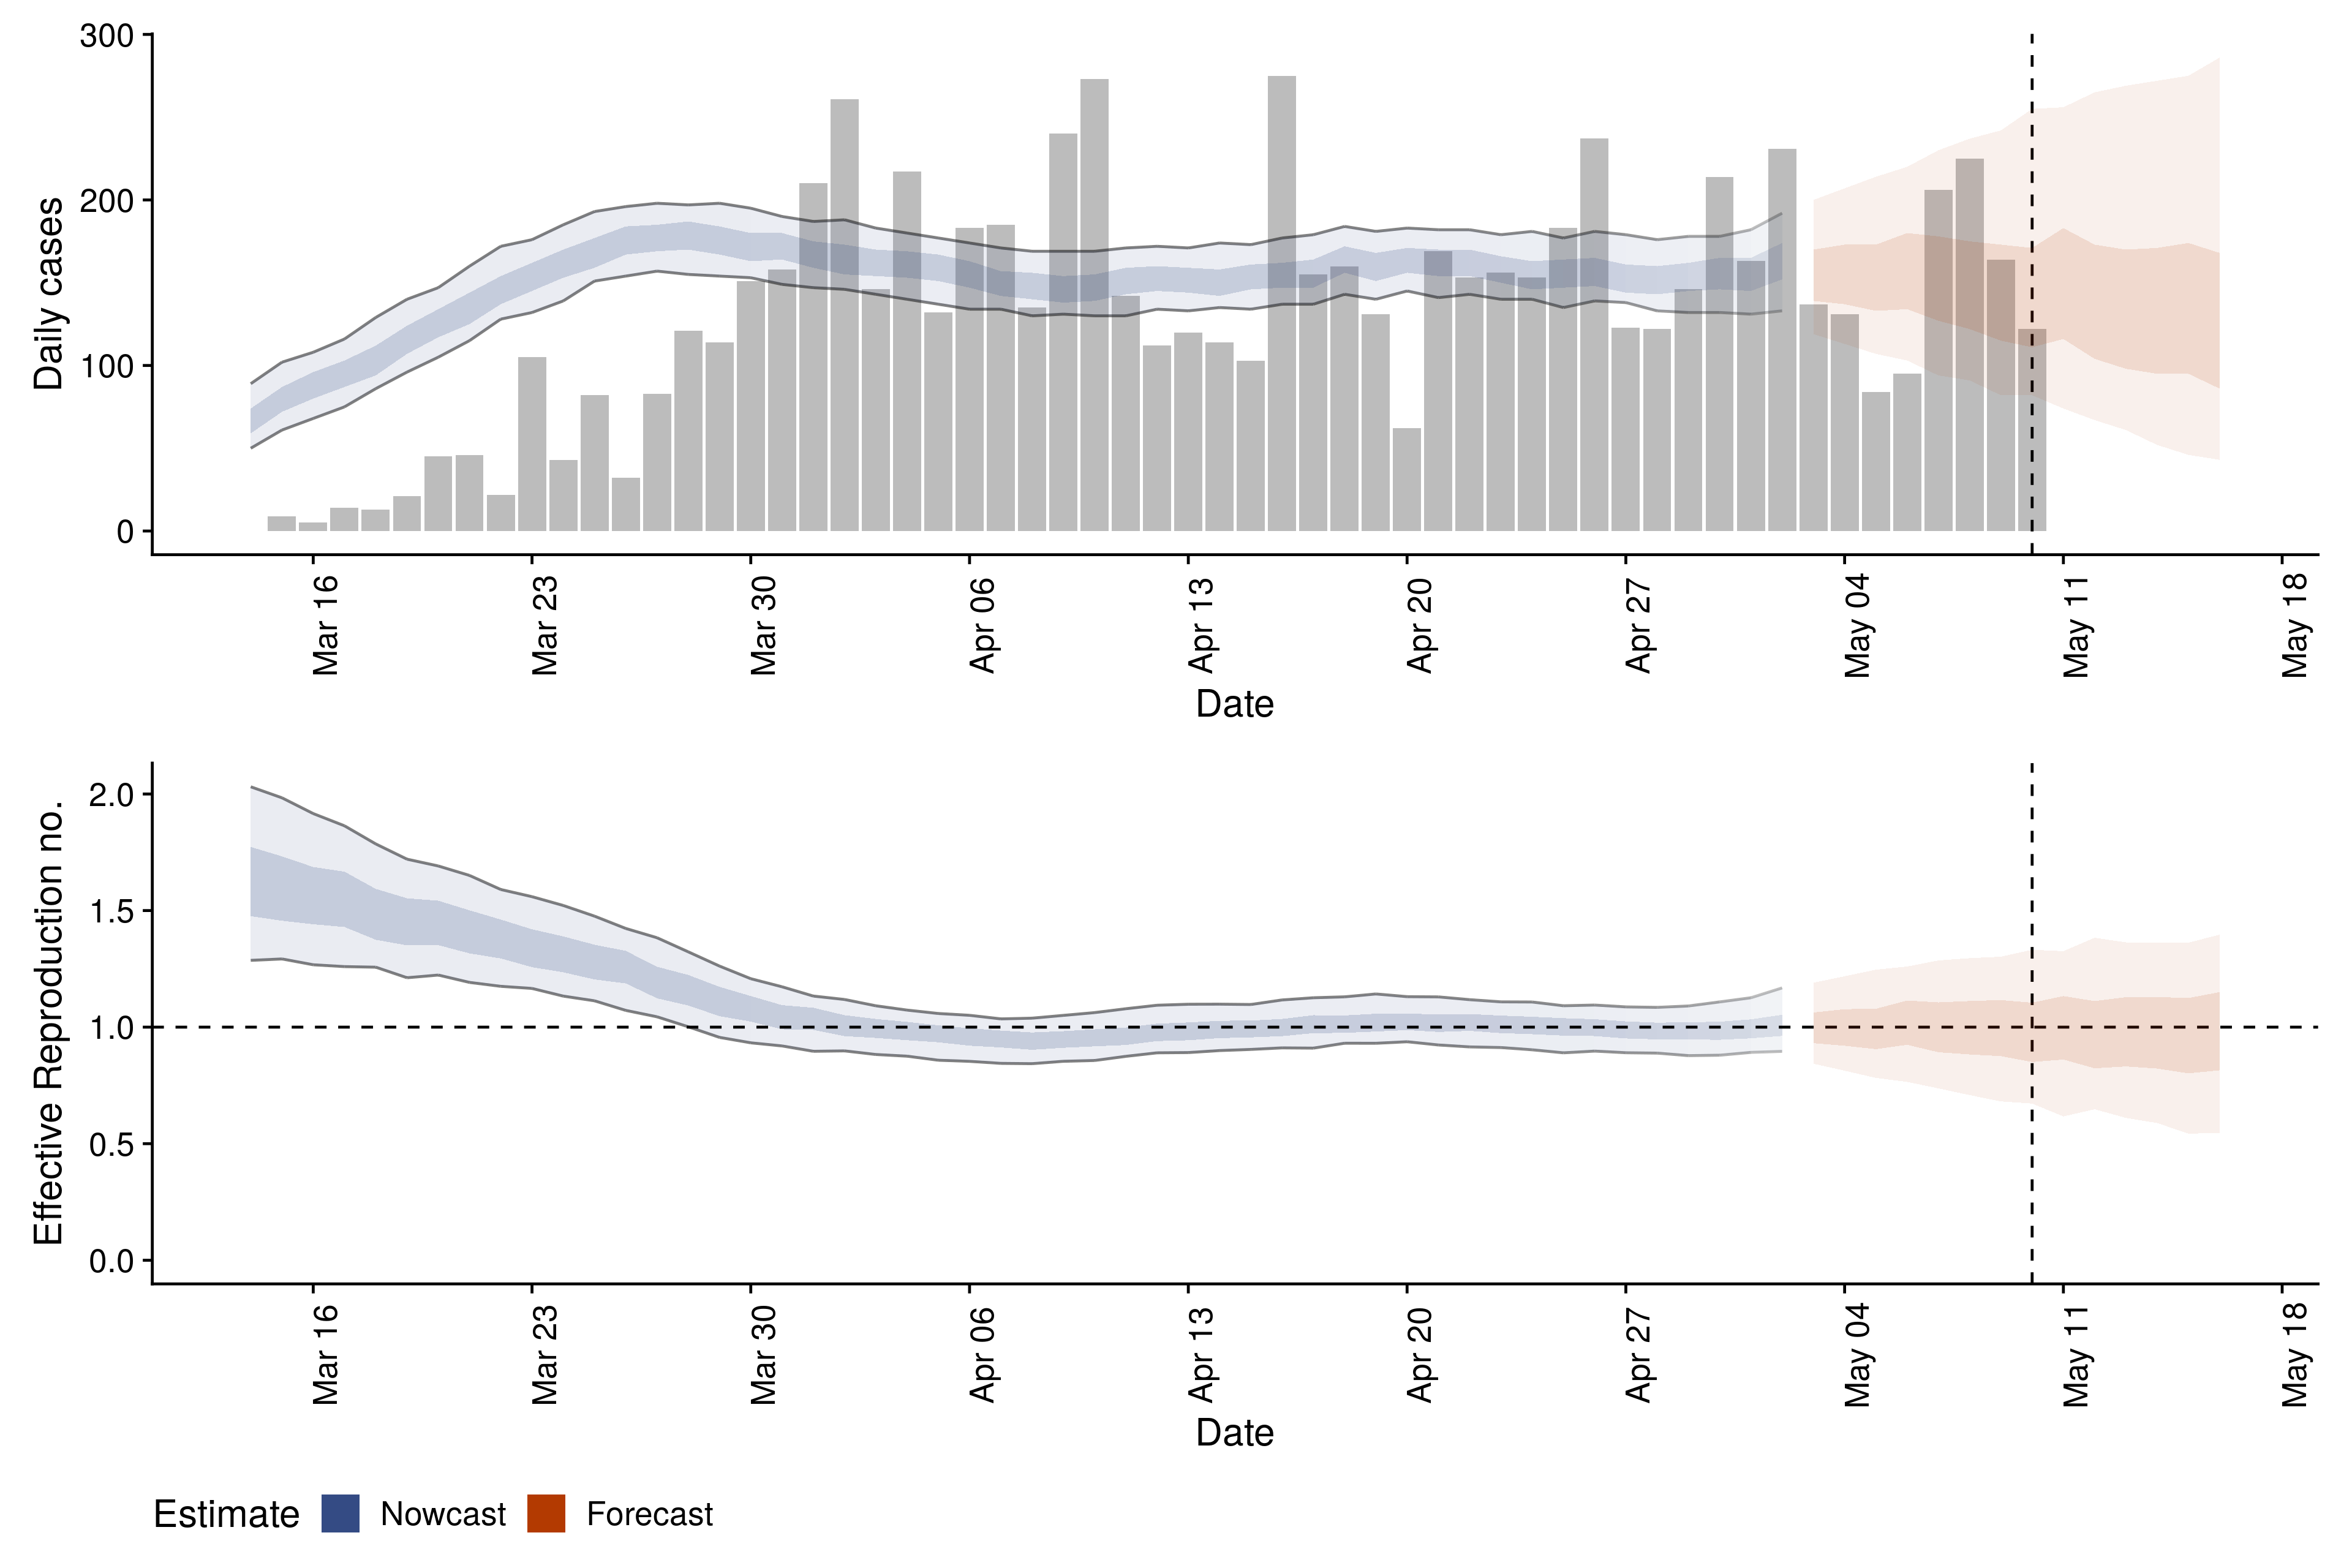 300
200
100
0
Daily cases
Mar 16
Mar 23
Mar 30
Apr 06
Apr 13
Apr 20
Apr 27
May 04
May 11
May 18
Date
2.0
1.5
1.0
0.5
0.0
Effective Reproduction no.
Mar 16
Mar 23
Mar 30
Apr 06
Apr 13
Apr 20
Apr 27
May 04
May 11
May 18
Date
Estimate Nowcast Forecast